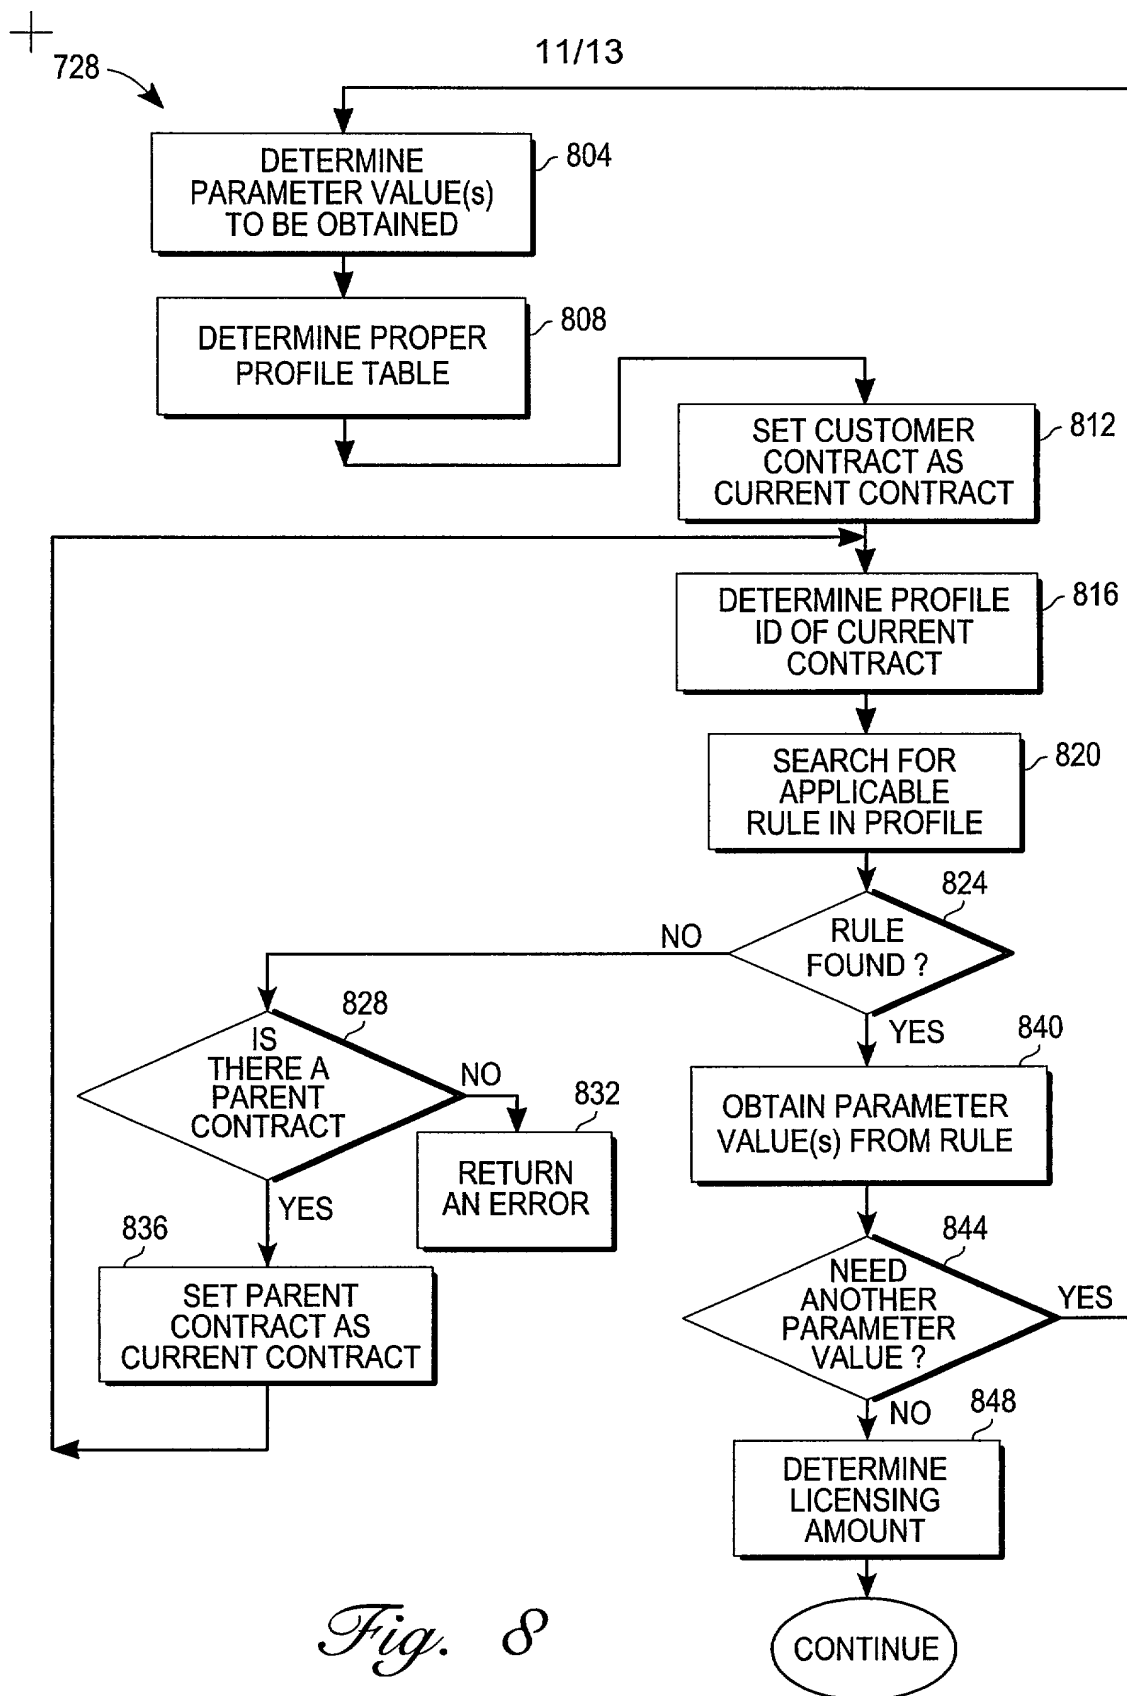 11/13
728
DETERMINE
PARAMETER VALUE(s)
TO BE OBTAINED
804
DETERMINE PROPER
PROFILE TABLE
808
SET CUSTOMER
CONTRACT AS
CURRENT CONTRACT
812
DETERMINE PROFILE
ID OF CURRENT
CONTRACT
816
SEARCH FOR
APPLICABLE
RULE IN PROFILE
820
824
RULE
FOUND ?
NO
YES
828
IS
THERE A
PARENT
CONTRACT
NO
832
RETURN
AN ERROR
YES
836
SET PARENT
CONTRACT AS
CURRENT CONTRACT
840
OBTAIN PARAMETER
VALUE(s) FROM RULE
844
NEED
ANOTHER
PARAMETER
VALUE ?
YES
NO
848
DETERMINE
LICENSING
AMOUNT
CONTINUE
Fig. 8